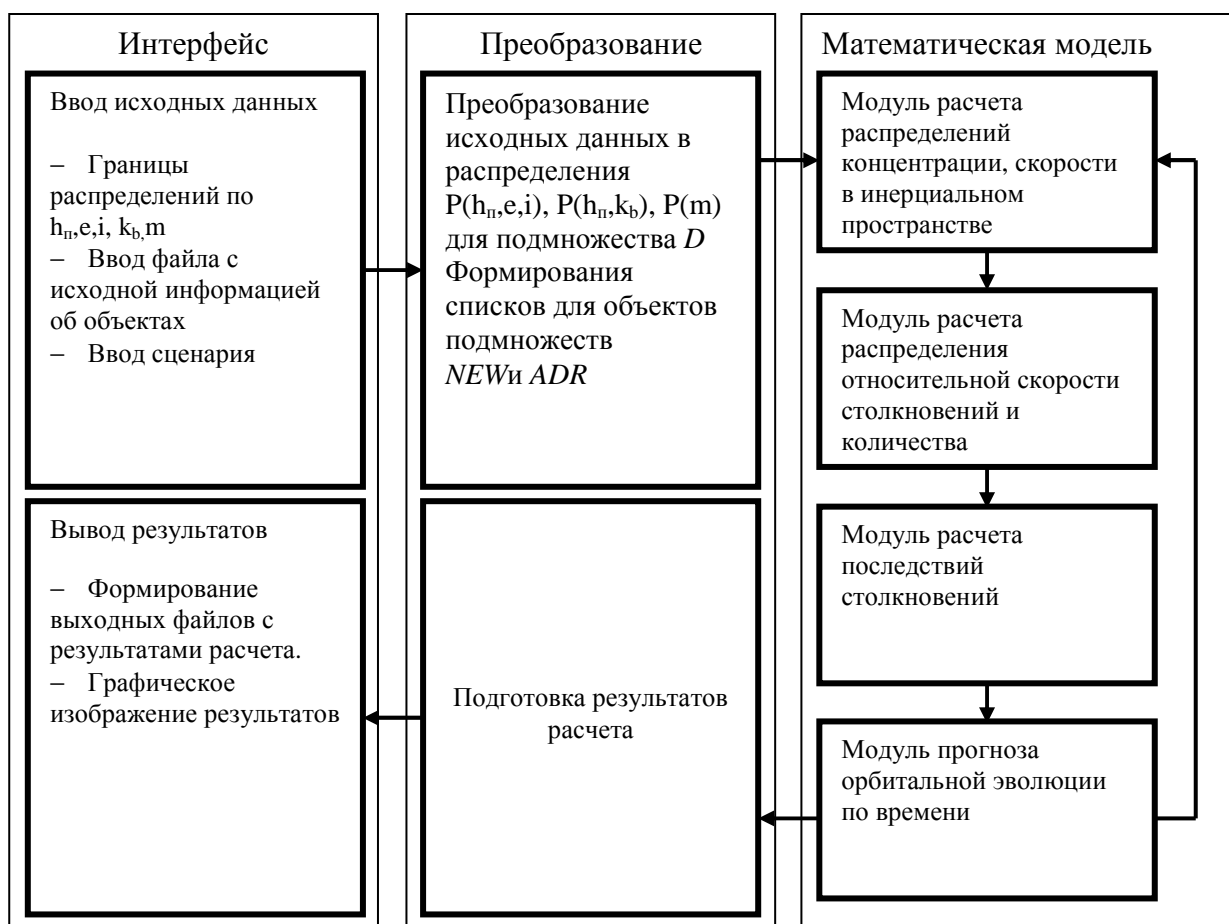 Интерфейс
Ввод исходных данных
– Границы
распределений по
hп,e,i, kb,m
– Ввод файла с
исходной информацией
об объектах
– Ввод сценария
Вывод результатов
– Формирование
выходных файлов с
результатами расчета.
– Графическое
изображение результатов
Преобразование
Преобразование
исходных данных в
распределения
P(hп,e,i), P(hп,kb), P(m)
для подмножества D
Формирования
списков для объектов
подмножеств
NEWи ADR
Подготовка результатов
расчета
Математическая модель
Модуль расчета
распределений
концентрации, скорости
в инерциальном
пространстве
Модуль расчета
распределения
относительной скорости
столкновений и
количества
Модуль расчета
последствий
столкновений
Модуль прогноза
орбитальной эволюции
по времени